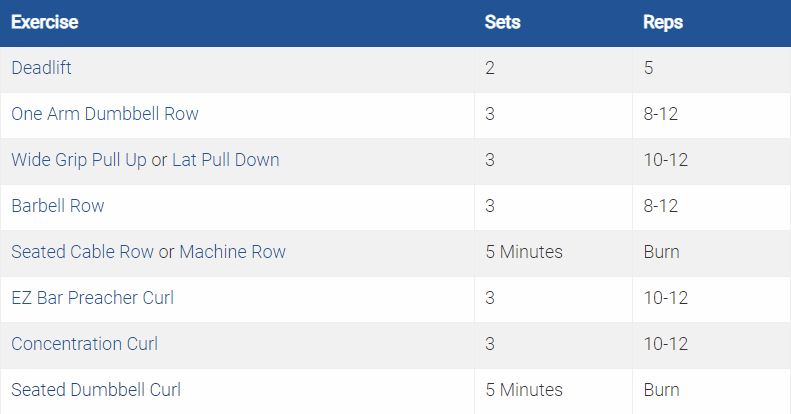 Exercise Sets Reps
Deadlift 2 5
One Arm Dumbbell Row 3 8-12
Wide Grip Pull Up or Lat Pull Down 3 10-12
Barbell Row 3 8-12
Seated Cable Row or Machine Row 5 Minutes Burn
EZ Bar Preacher Curl 3 10-12
Concentration Curl 3 10-12
Seated Dumbbell Curl 5 Minutes Burn